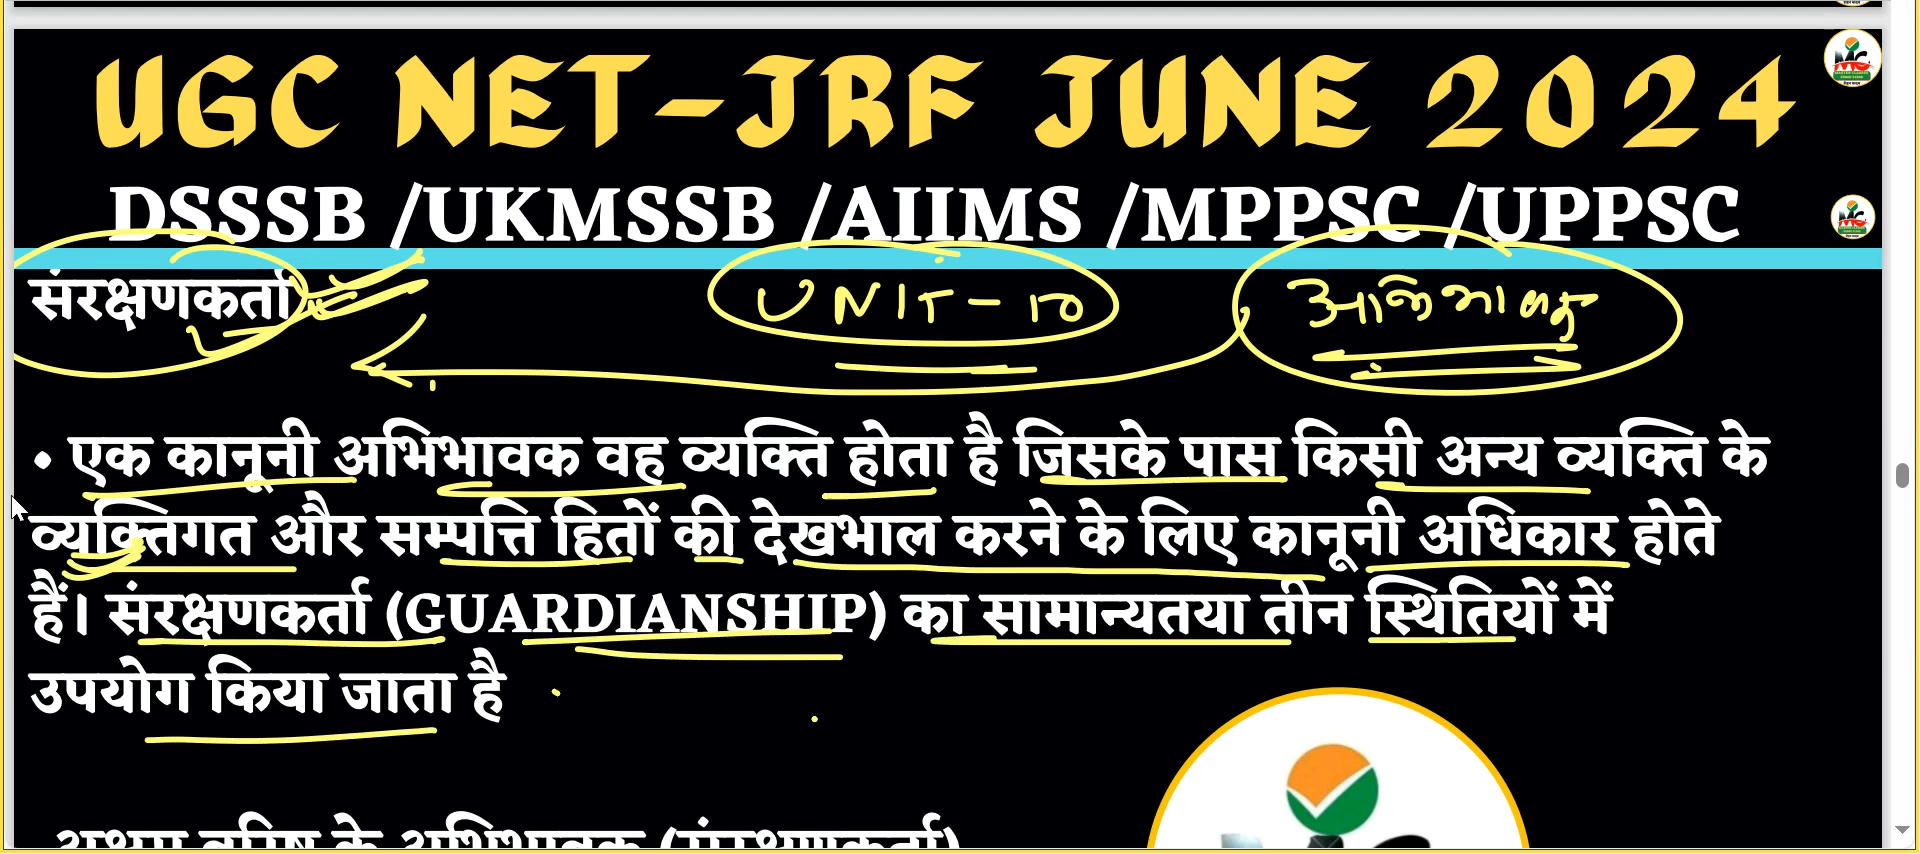 UGC NET-JRF JUNE 2024
DSSSB /UKMSSB /AIIMS /MPPSC /UPPSC
संरक्षणकर्ता
UNIT-10
• एक कानूनी अभिभावक वह व्यक्ति होता है जिसके पास किसी अन्य व्यक्ति के
व्यक्तिगत और सम्पत्ति हितों की देखभाल करने के लिए कानूनी अधिकार होते
हैं। संरक्षणकर्ता (GUARDIANSHIP) का सामान्यतया तीन स्थितियों में
उपयोग किया जाता है